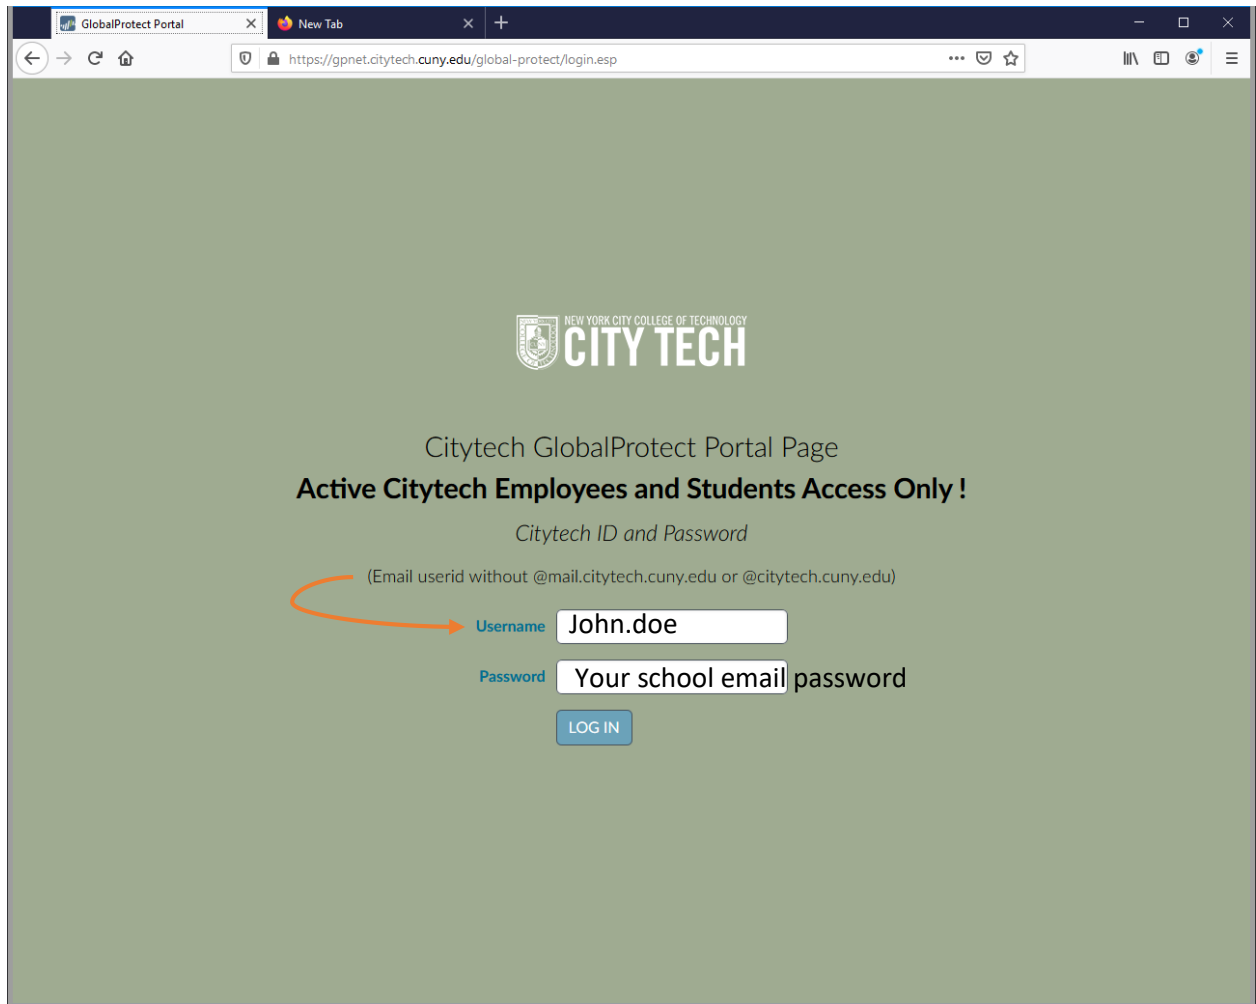 GlobalProtect Portal
New Tab
https://gpnet.citytech.cuny.edu/global-protect/login.esp
NEW YORK CITY COLLEGE OF TECHNOLOGY
CITY TECH
Citytech GlobalProtect Portal Page
Active Citytech Employees and Students Access Only !
Citytech ID and Password
(Email userid without @mail.citytech.cuny.edu or @citytech.cuny.edu)
Username John.doe
Password Your school email password
LOG IN